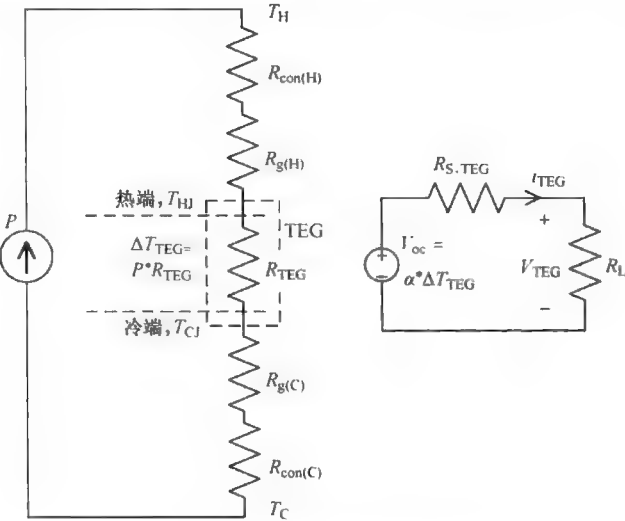 T_H
R_con(H)
R_g(H)
热端, T_HJ
TEG
P
ΔT_TEG=
P*R_TEG
R_TEG
冷端, T_CJ
R_g(C)
R_con(C)
T_C
R_S,TEG
i_TEG
+
+
V_oc =
V_TEG
R_L
−
α*ΔT_TEG
−